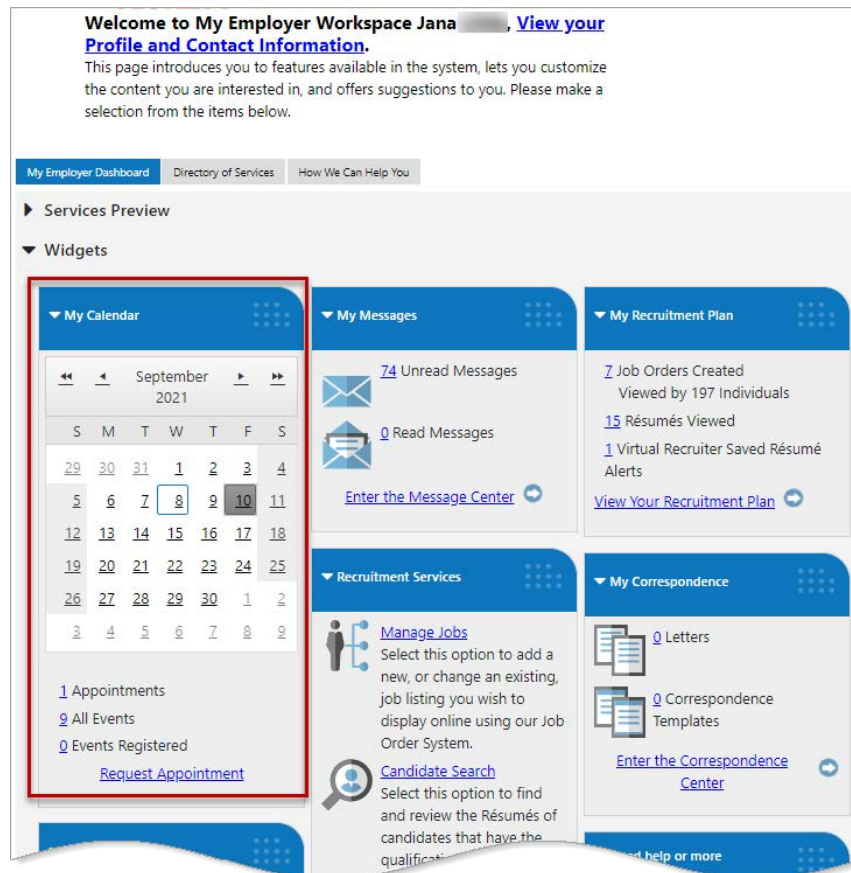 Welcome to My Employer Workspace Jana , View your
Profile and Contact Information.
This page introduces you to features available in the system, lets you customize
the content you are interested in, and offers suggestions to you. Please make a
selection from the items below.
My Employer Dashboard Directory of Services How We Can Help You
Services Preview
Widgets
My Calendar
September
2021
S M T W T F S
29 30 31 1 2 3 4
5 6 7 8 9 10 11
12 13 14 15 16 17 18
19 20 21 22 23 24 25
26 27 28 29 30 1 2
3 4 5 6 7 8 9
1 Appointments
9 All Events
0 Events Registered
Request Appointment
My Messages
74 Unread Messages
0 Read Messages
Enter the Message Center
My Recruitment Plan
7 Job Orders Created
Viewed by 197 Individuals
15 Résumés Viewed
1 Virtual Recruiter Saved Résumé
Alerts
View Your Recruitment Plan
Recruitment Services
Manage Jobs
Select this option to add a
new, or change an existing,
job listing you wish to
display online using our Job
Order System.
Candidate Search
Select this option to find
and review the Résumés of
candidates that have the
My Correspondence
0 Letters
0 Correspondence
Templates
Enter the Correspondence
Center
help or more